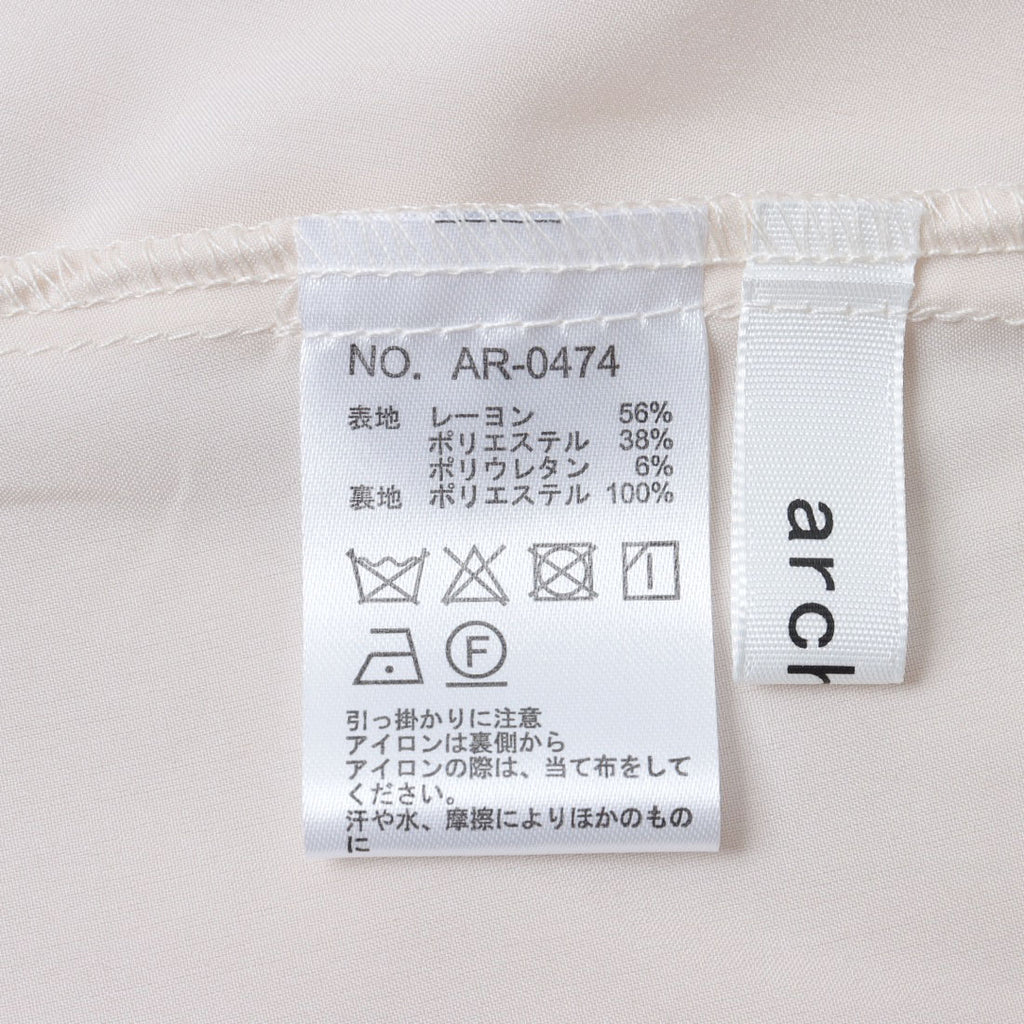 NO. AR-0474
表地 レーヨン 56%
ポリエステル 38%
ポリウレタン 6%
裏地 ポリエステル 100%
F
引っ掛かりに注意
アイロンは裏側から
アイロンの際は、当て布をして
ください。
汗や水、摩擦によりほかのもの
に
arch